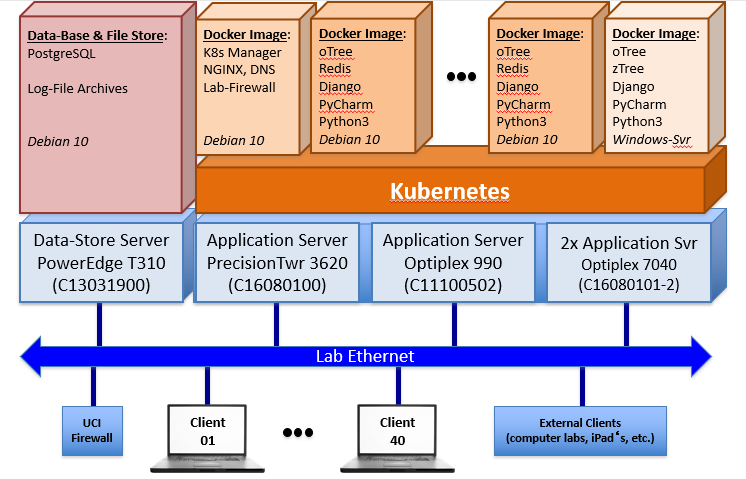 Data-Base & File Store:
PostgreSQL
Log-File Archives
Debian 10
Docker Image:
K8s Manager
NGINX, DNS
Lab-Firewall
Debian 10
Docker Image:
oTree
Redis
Django
PyCharm
Python3
Debian 10
•••
Docker Image:
oTree
Redis
Django
PyCharm
Python3
Debian 10
Docker Image:
oTree
zTree
Django
PyCharm
Python3
Windows-Syr
Kubernetes
Data-Store Server
PowerEdge T310
(C13031900)
Application Server
PrecisionTwr 3620
(C16080100)
Application Server
Optiplex 990
(C11100502)
2x Application Svr
Optiplex 7040
(C16080101-2)
Lab Ethernet
UCI
Firewall
Client
01
•••
Client
40
External Clients
(computer labs, iPad‘s, etc.)